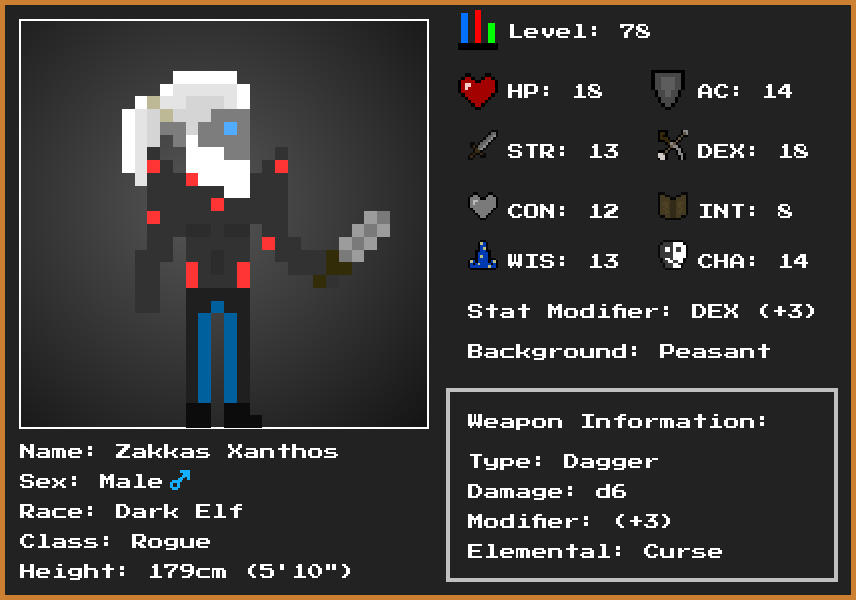 Level: 78
HP: 18
AC: 14
STR: 13
DEX: 18
CON: 12
INT: 8
WIS: 13
CHA: 14
Stat Modifier: DEX (+3)
Background: Peasant
Name: Zakkas Xanthos
Sex: Male♂
Race: Dark Elf
Class: Rogue
Height: 179cm (5'10")
Weapon Information:
Type: Dagger
Damage: d6
Modifier: (+3)
Elemental: Curse